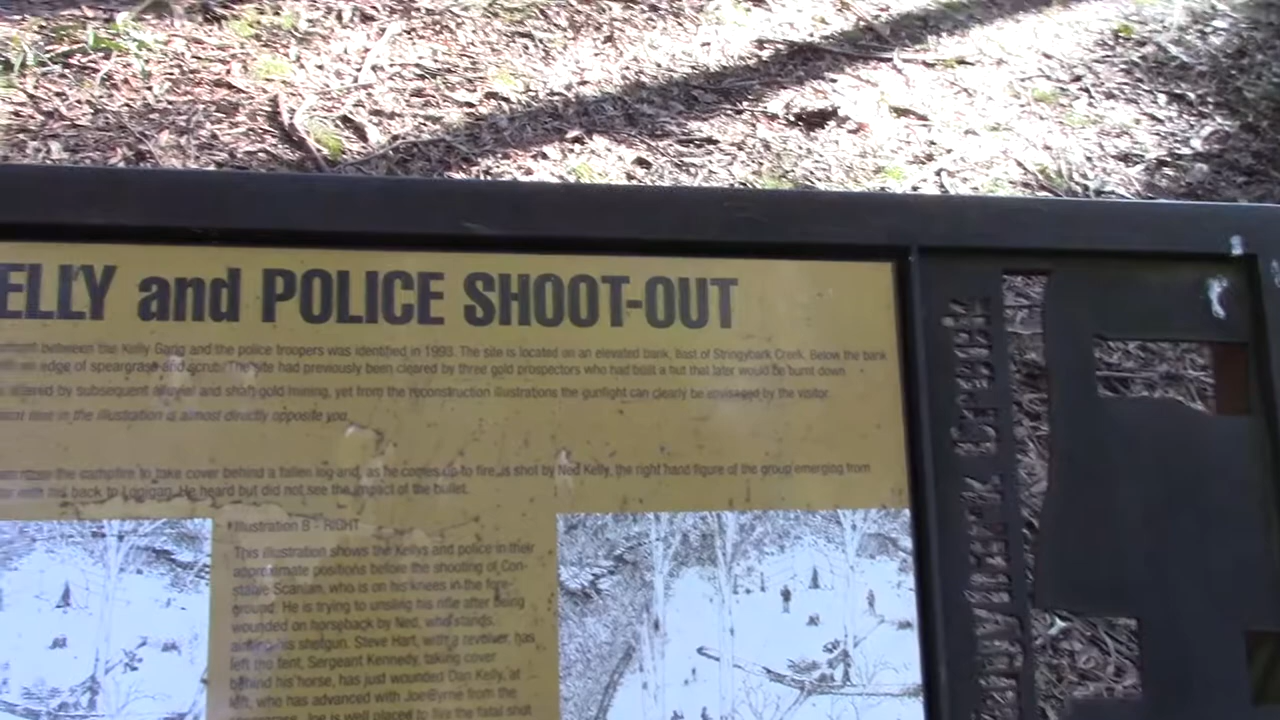 ELLY and POLICE SHOOT-OUT
between the Kelly Gang and the police troopers was identified in 1993. The site is located on an elevated bank, East of Stringybark Creek. Below the bank
edge of speargrass and scrub. The site had previously been cleared by three gold prospectors who had built a hut that later would be burnt down.
by subsequent alluvial and shaft gold mining, yet from the reconstruction illustrations the gunfight can clearly be envisaged by the visitor.
in the illustration is almost directly opposite you.
the campfire to take cover behind a fallen log and, as he comes up to fire, is shot by Ned Kelly, the right hand figure of the group emerging from
with his back to Lonigan. He heard but did not see the impact of the bullet.
Illustration B - RIGHT
This illustration shows the Kellys and police in their
approximate positions before the shooting of Con-
stable Scanlan, who is on his knees in the fore-
ground. He is trying to unsling his rifle after being
wounded on horseback by Ned, who stands
his shotgun. Steve Hart, with a revolver, has
left the tent, Sergeant Kennedy, taking cover
behind his horse, has just wounded Dan Kelly, at
left, who has advanced with Joe Byrne from the
Joe is well placed to fire the fatal shot